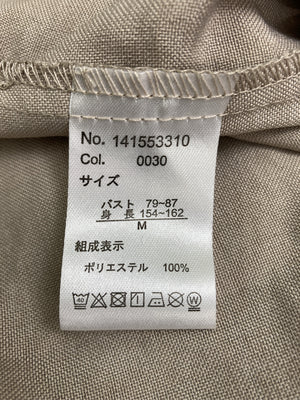 No. 141553310
Col. 0030
サイズ
バスト 79~87
身 長 154~162
M
組成表示
ポリエステル 100%
40
W